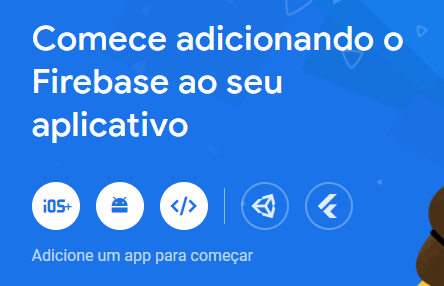 Comece adicionando o
Firebase ao seu
aplicativo
iOS+
Adicione um app para começar